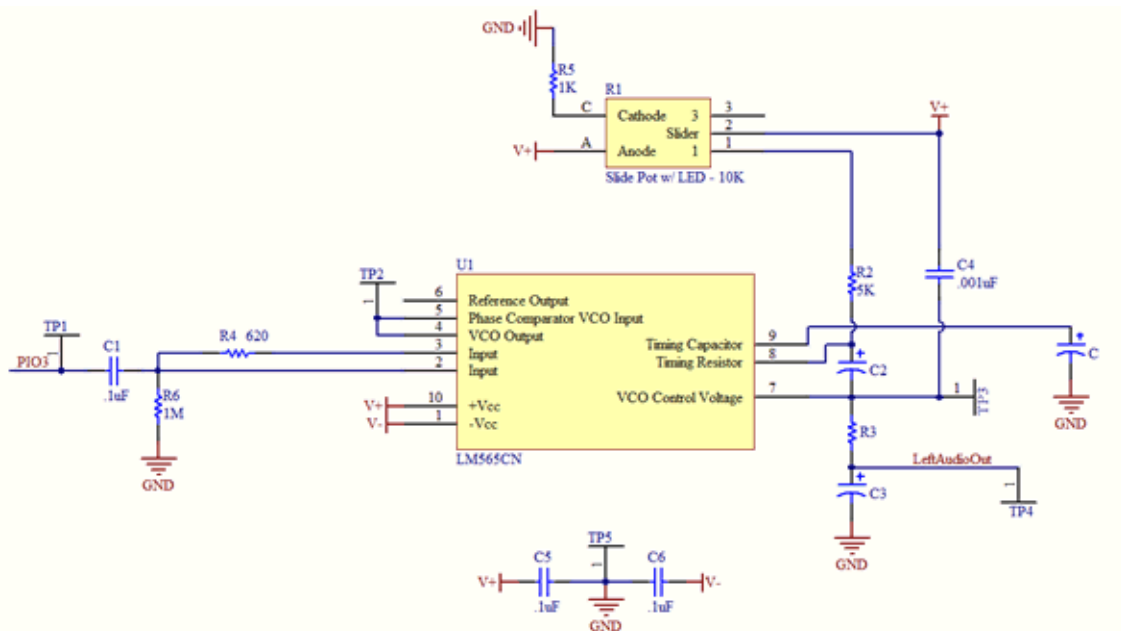 GND
R5
1K
R1
C
Cathode 3
3
Slider
2
V+
A
Anode 1
1
V+
Slide Pot w/ LED - 10K
U1
R2
5K
C4
.001uF
TP2
1
6
Reference Output
5
Phase Comparator VCO Input
4
VCO Output
3
Input
2
Input
10
+Vcc
1
-Vcc
V+
V-
Timing Capacitor
9
Timing Resistor
8
VCO Control Voltage
7
LM565CN
TP1
1
PIO3
C1
.1uF
R4 620
R6
1M
GND
C2
C
GND
1
TP3
R3
LeftAudioOut
C3
1
TP4
GND
TP5
1
C5
V+
.1uF
C6
V-
.1uF
GND